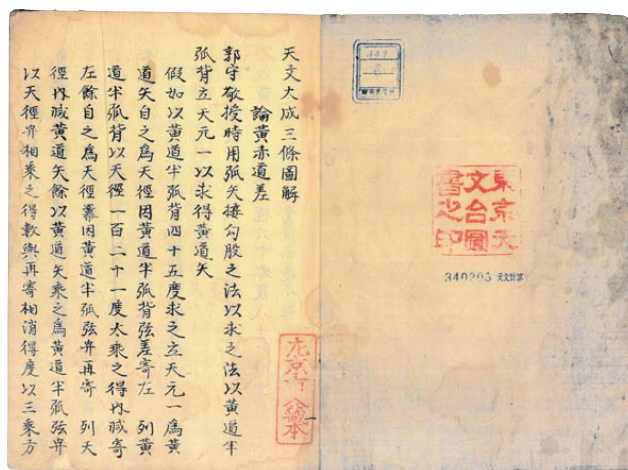 東京天
文台圖
書之印
340205
天文大成三條圖解
論黃赤道差
郭守敬授時用弧矢接勾股之法以求之法以黃道半
弧背立天元一以求得黃道矢
假如以黃道半弧背四十五度求之立天元一爲黃
道矢自之爲天徑因黃道半弧背弦差寄左 列黃
道半弧背以天徑一百二十一度太乘之得内減寄
左餘自之爲天徑冪因黃道半弧弦弃再寄 列天
徑内減黃道矢餘以黃道矢乘之爲黃道半弧弦弃
以天徑弃相乘之得數與再寄相消得度以三乘方